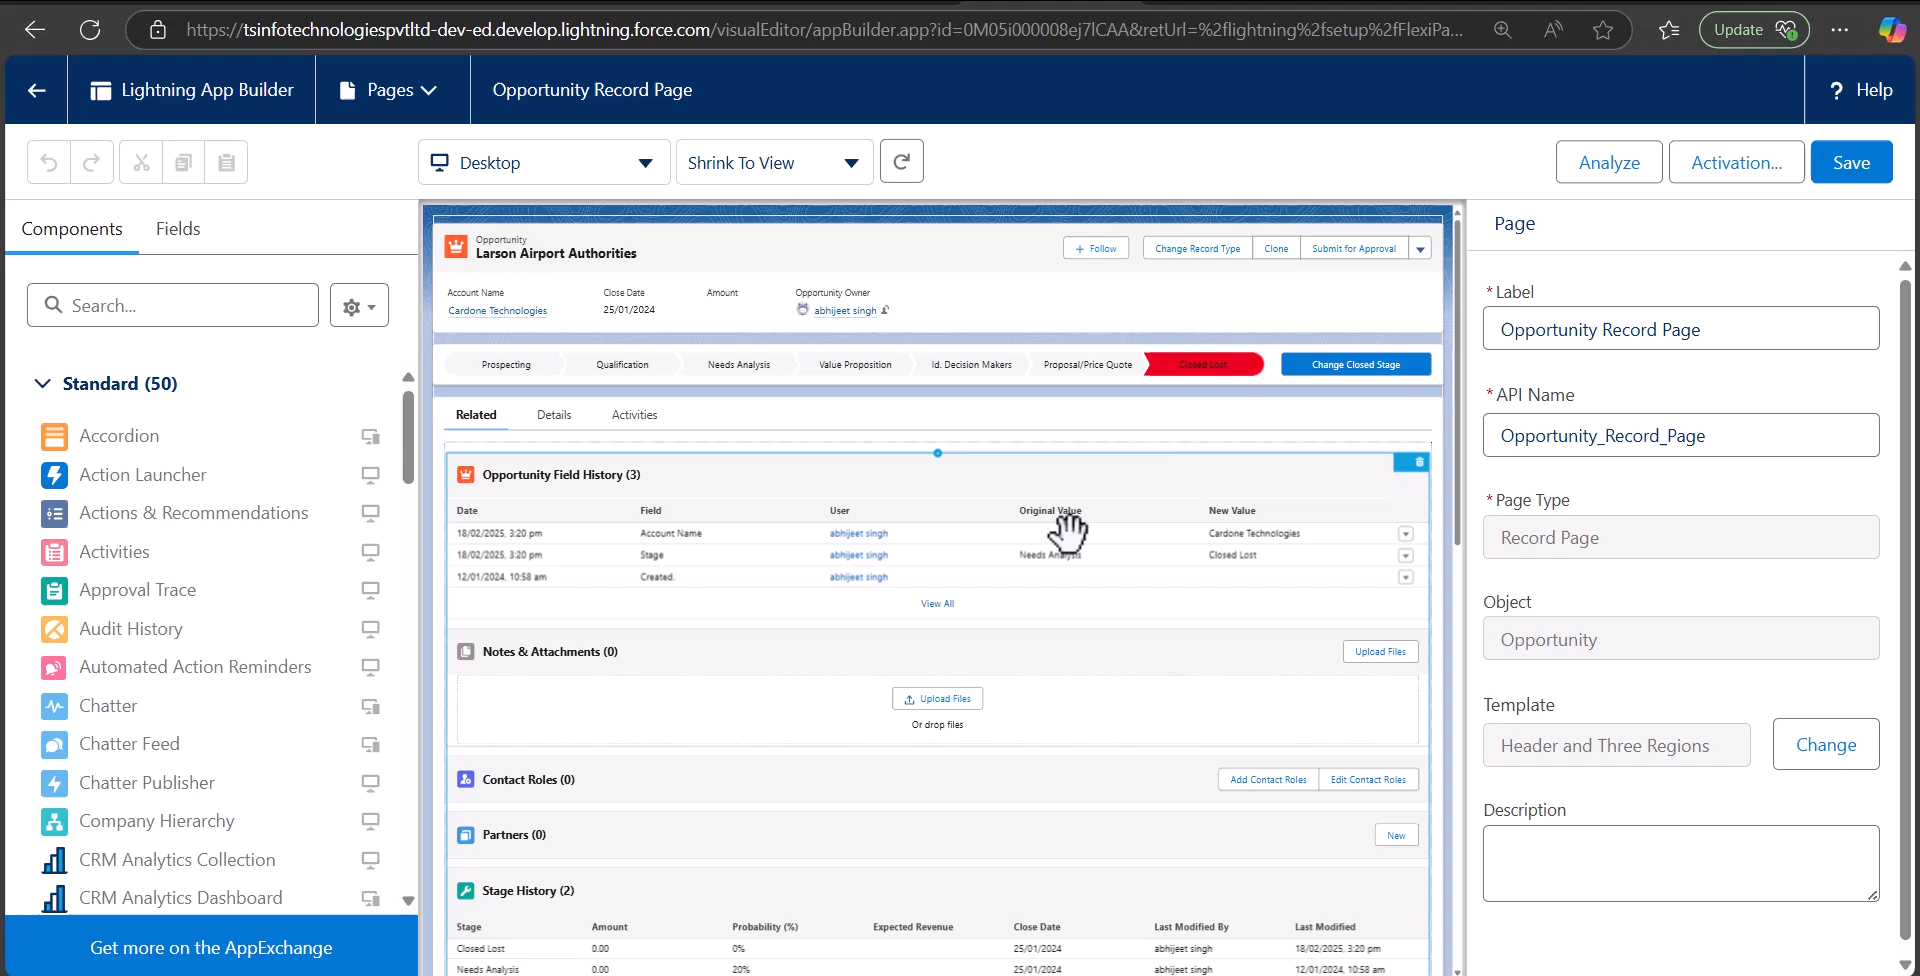 https://tsinfotechnologiespvtltd-dev-ed.develop.lightning.force.com/visualEditor/appBuilder.app?id=0M05i000008ej7lCAA&retUrl=%2flightning%2fsetup%2fFlexiPa...
Update
Lightning App Builder
Pages
Opportunity Record Page
? Help
Desktop
Shrink To View
Analyze
Activation...
Save
Components
Fields
Search...
Standard (50)
Accordion
Action Launcher
Actions & Recommendations
Activities
Approval Trace
Audit History
Automated Action Reminders
Chatter
Chatter Feed
Chatter Publisher
Company Hierarchy
CRM Analytics Collection
CRM Analytics Dashboard
Get more on the AppExchange
Opportunity
Larson Airport Authorities
+ Follow
Change Record Type
Clone
Submit for Approval
Account Name
Close Date
Amount
Opportunity Owner
Cardone Technologies
25/01/2024
abhijeet singh
Prospecting
Qualification
Needs Analysis
Value Proposition
Id. Decision Makers
Proposal/Price Quote
Closed Lost
Change Closed Stage
Related
Details
Activities
Opportunity Field History (3)
Date Field User Original Value New Value
18/02/2025, 3:20 pm Account Name abhijeet singh Cardone Technologies
18/02/2025, 3:20 pm Stage abhijeet singh Needs Analysis Closed Lost
12/01/2024, 10:58 am Created. abhijeet singh
View All
Notes & Attachments (0)
Upload Files
Upload Files
Or drop files
Contact Roles (0)
Add Contact Roles
Edit Contact Roles
Partners (0)
New
Stage History (2)
Stage Amount Probability (%) Expected Revenue Close Date Last Modified By Last Modified
Closed Lost 0.00 0% 25/01/2024 abhijeet singh 18/02/2025, 3:20 pm
Needs Analysis 0.00 20% 25/01/2024 abhijeet singh 12/01/2024, 10:58 am
Page
*Label
Opportunity Record Page
*API Name
Opportunity_Record_Page
*Page Type
Record Page
Object
Opportunity
Template
Header and Three Regions
Change
Description